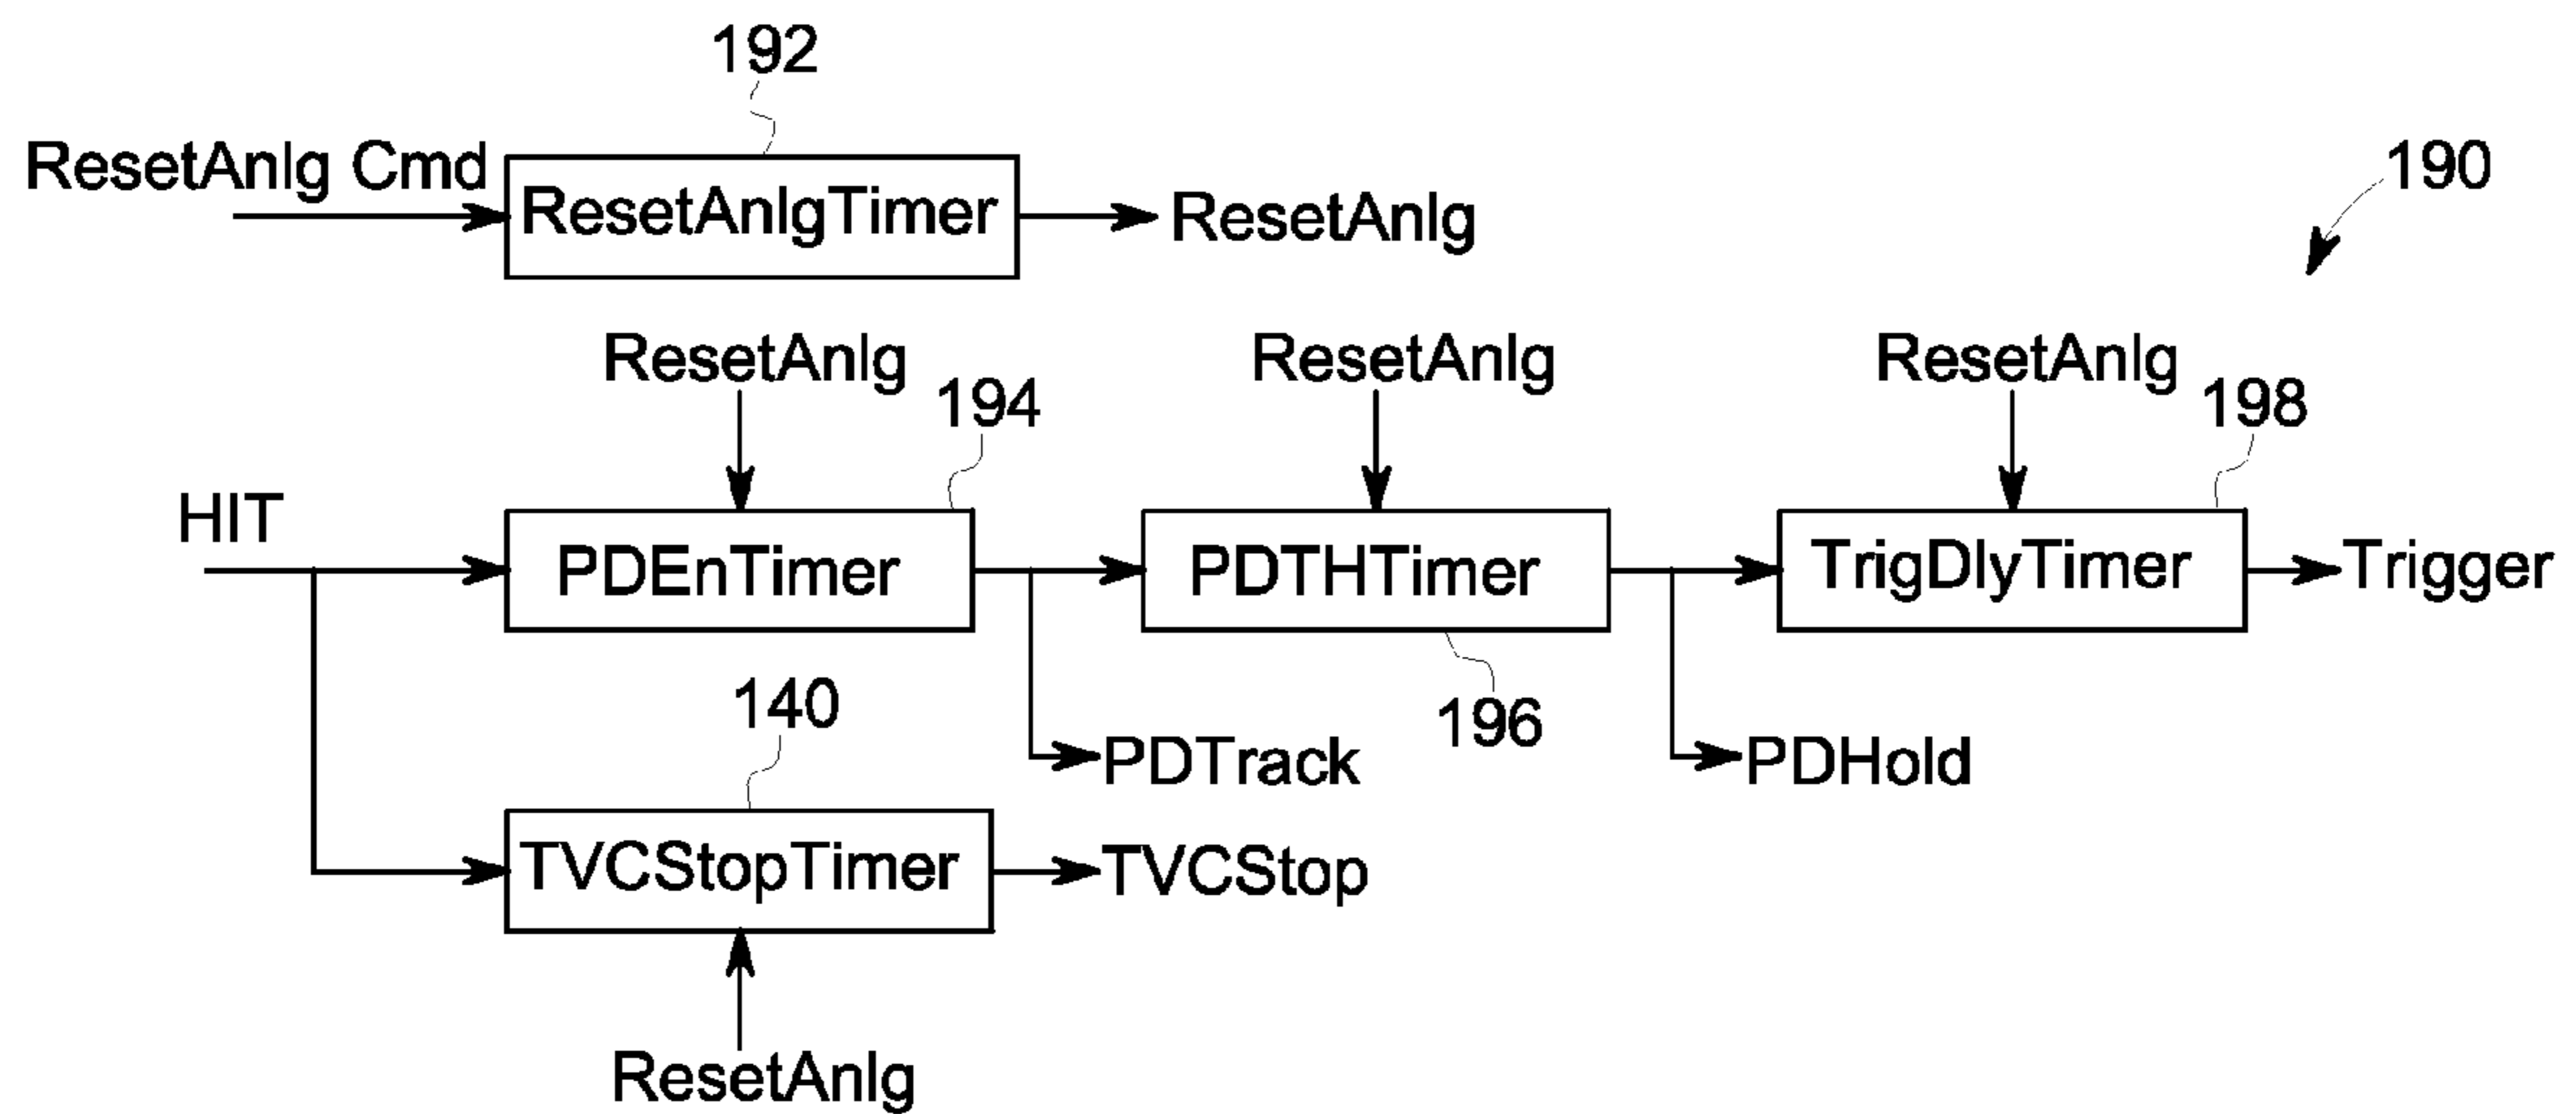 192
ResetAnlg Cmd
190
ResetAnlgTimer
ResetAnlg
ResetAnlg
ResetAnlg
ResetAnlg
194
198
HIT
PDEnTimer
PDTHTimer
TrigDlyTimer
Trigger
140
196
PDTrack
PDHold
TVCStopTimer
TVCStop
ResetAnlg